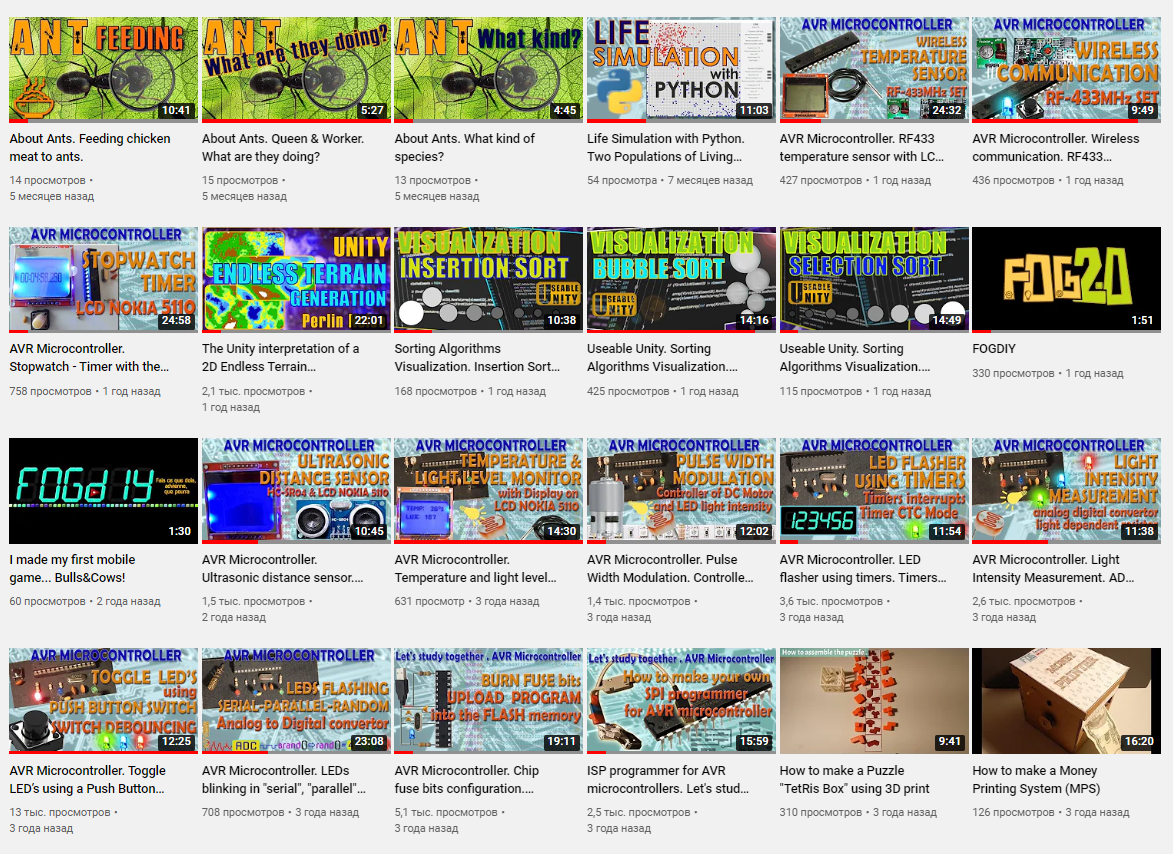 ANT FEEDING
10:41
About Ants. Feeding chicken
meat to ants.
14 просмотров •
5 месяцев назад
ANT
What are they doing?
5:27
About Ants. Queen & Worker.
What are they doing?
15 просмотров •
5 месяцев назад
ANT What kind?
4:45
About Ants. What kind of
species?
13 просмотров •
5 месяцев назад
LIFE
SIMULATION
with
PYTHON
11:03
Life Simulation with Python.
Two Populations of Living...
54 просмотра • 7 месяцев назад
AVR MICROCONTROLLER
WIRELESS
TEMPERATURE
SENSOR
RF-433MHz SET
24:32
AVR Microcontroller. RF433
temperature sensor with LC...
427 просмотров • 1 год назад
AVR MICROCONTROLLER
WIRELESS
COMMUNICATION
RF-433MHz SET
9:49
AVR Microcontroller. Wireless
communication. RF433...
436 просмотров • 1 год назад
AVR MICROCONTROLLER
STOPWATCH
TIMER
LCD NOKIA 5110
24:58
AVR Microcontroller.
Stopwatch - Timer with the...
758 просмотров • 1 год назад
UNITY
ENDLESS TERRAIN
GENERATION
Perlin
22:01
The Unity interpretation of a
2D Endless Terrain...
2,1 тыс. просмотров •
1 год назад
VISUALIZATION
INSERTION SORT
USEABLE
UNITY
10:38
Sorting Algorithms
Visualization. Insertion Sort...
168 просмотров • 1 год назад
VISUALIZATION
BUBBLE SORT
USEABLE
UNITY
14:16
Useable Unity. Sorting
Algorithms Visualization....
425 просмотров • 1 год назад
VISUALIZATION
SELECTION SORT
USEABLE
UNITY
14:49
Useable Unity. Sorting
Algorithms Visualization....
115 просмотров • 1 год назад
FOG20
1:51
FOGDIY
330 просмотров • 1 год назад
FOGdiy
Fais ce que dois,
advienne,
que pourra
1:30
I made my first mobile
game... Bulls&Cows!
60 просмотров • 2 года назад
AVR MICROCONTROLLER
ULTRASONIC
DISTANCE SENSOR
HC-SR04 & LCD NOKIA 5110
10:45
AVR Microcontroller.
Ultrasonic distance sensor....
1,5 тыс. просмотров •
2 года назад
AVR MICROCONTROLLER
TEMPERATURE &
LIGHT LEVEL MONITOR
with Display on
LCD NOKIA 5110
14:30
AVR Microcontroller.
Temperature and light level...
631 просмотр • 3 года назад
AVR MICROCONTROLLER
PULSE WIDTH
MODULATION
Controller of DC Motor
and LED light intensity
12:02
AVR Microcontroller. Pulse
Width Modulation. Controlle...
1,4 тыс. просмотров •
3 года назад
AVR MICROCONTROLLER
LED FLASHER
USING TIMERS
Timers interrupts
Timer CTC Mode
123456
11:54
AVR Microcontroller. LED
flasher using timers. Timers...
3,6 тыс. просмотров •
3 года назад
AVR MICROCONTROLLER
LIGHT
INTENSITY
MEASUREMENT
analog digital convertor
light dependent
11:38
AVR Microcontroller. Light
Intensity Measurement. AD...
2,6 тыс. просмотров •
3 года назад
AVR MICROCONTROLLER
TOGGLE LED'S
using
PUSH BUTTON SWITCH
SWITCH DEBOUNCING
12:25
AVR Microcontroller. Toggle
LED's using a Push Button...
13 тыс. просмотров •
3 года назад
AVR MICROCONTROLLER
LEDS FLASHING
SERIAL-PARALLEL-RANDOM
Analog to Digital convertor
ADC
23:08
AVR Microcontroller. LEDs
blinking in "serial", "parallel"...
708 просмотров • 3 года назад
Let's study together . AVR Microcontroller
BURN FUSE bits
UPLOAD PROGRAM
into the FLASH memory
19:11
AVR Microcontroller. Chip
fuse bits configuration....
5,1 тыс. просмотров •
3 года назад
Let's study together . AVR Microcontroller
How to make your own
SPI programmer
for AVR microcontroller
15:59
ISP programmer for AVR
microcontrollers. Let's stud...
2,5 тыс. просмотров •
3 года назад
How to assemble the puzzle..
9:41
How to make a Puzzle
"TetRis Box" using 3D print
310 просмотров • 3 года назад
16:20
How to make a Money
Printing System (MPS)
126 просмотров • 3 года назад